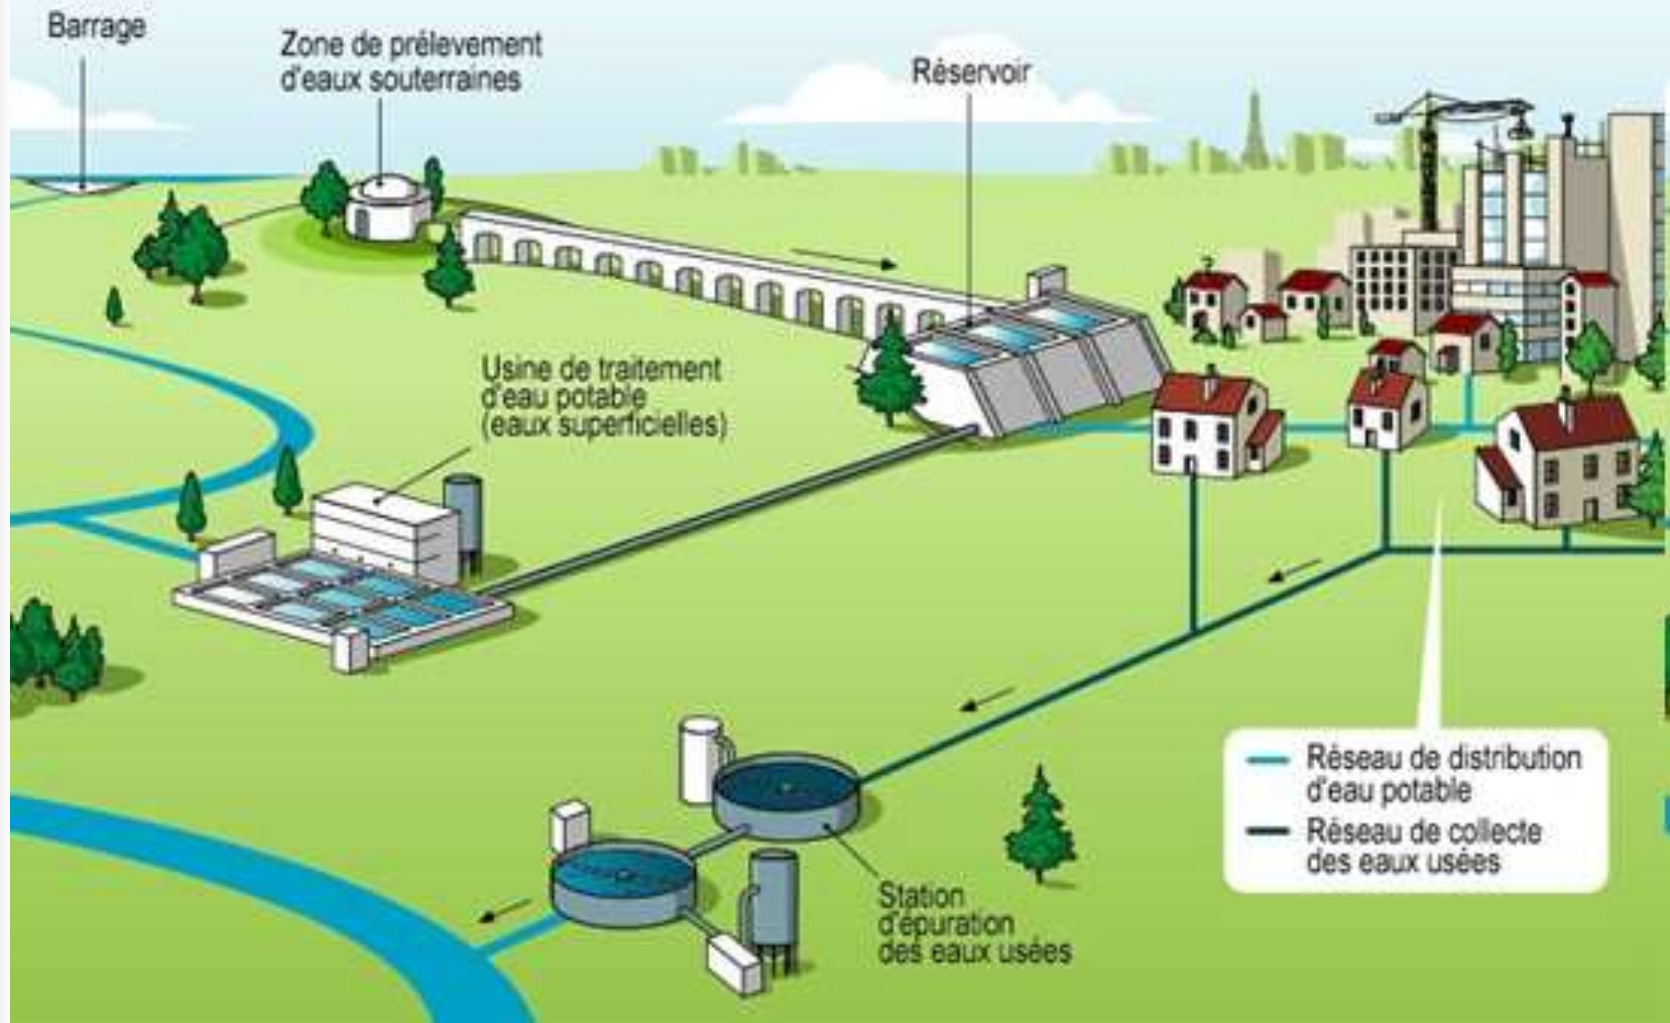 Barrage
Zone de prélevement
d'eaux souterraines
Réservoir
Usine de traitement
d'eau potable
(eaux superficielles)
Réseau de distribution
d'eau potable
Réseau de collecte
des eaux usées
Station
d'épuration
des eaux usées